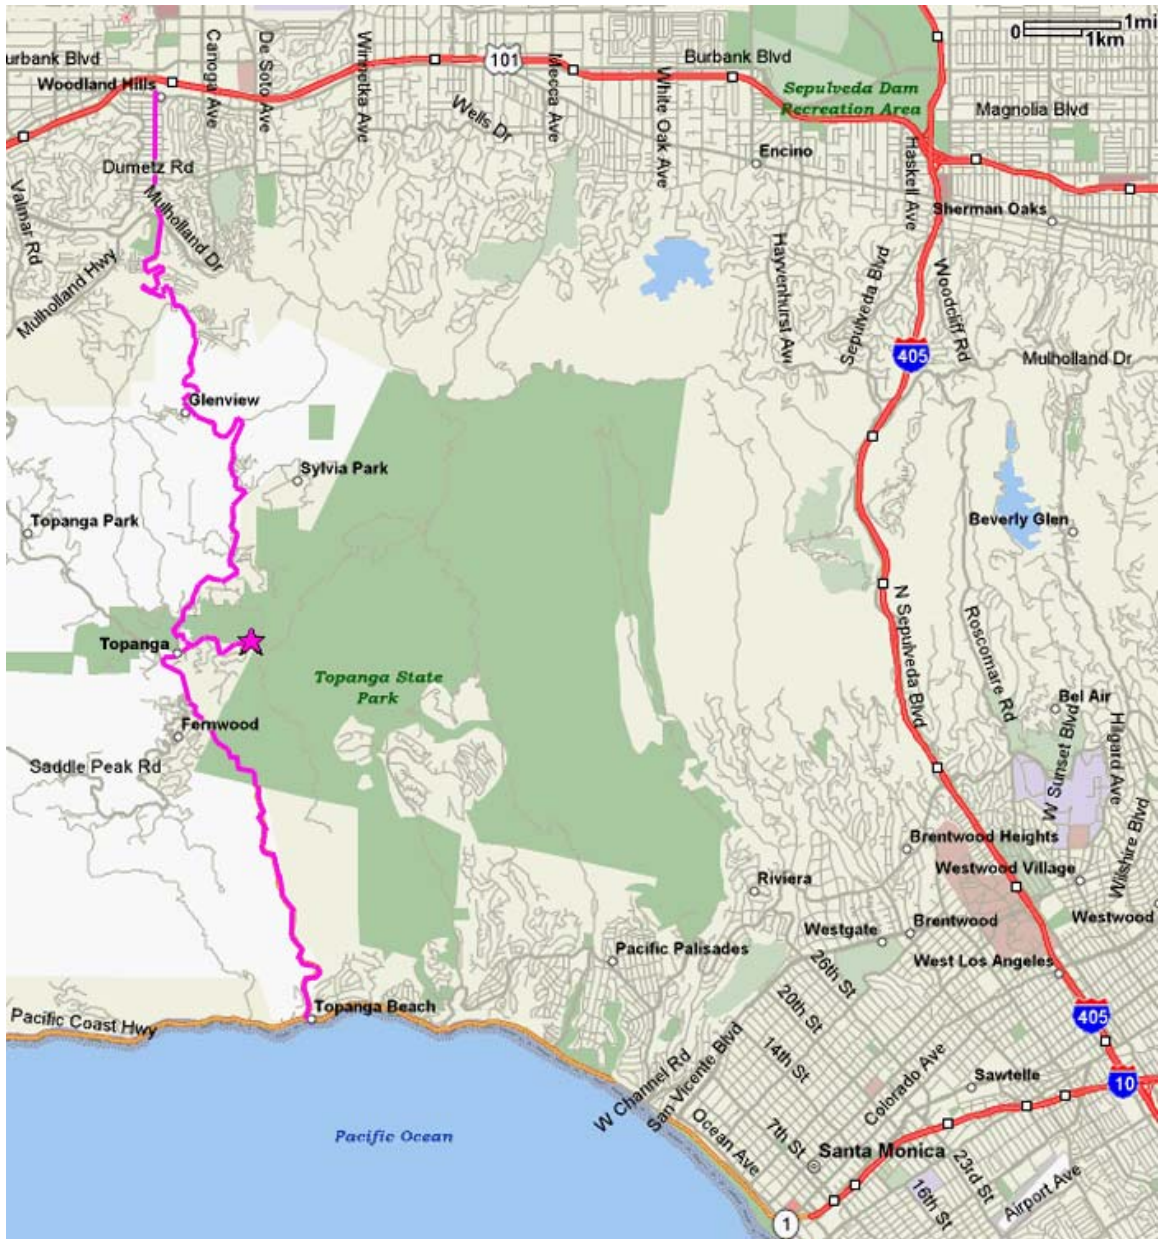 1mi
0
1km
Burbank Blvd
101
Burbank Blvd
urbank Blvd
Canoga Ave
De Soto Ave
Winnetka Ave
Mecca Ave
White Oak Ave
Woodland Hills
Wells Dr
Sepulveda Dam
Recreation Area
Magnolia Blvd
Haskell Ave
Encino
Dumetz Rd
Valmar Rd
Mulholland Dr
Mulholland Hwy
Sherman Oaks
Hayvenhurst Av
Sepulveda Blvd
Woodcliff Rd
405
Mulholland Dr
Glenview
Sylvia Park
Topanga Park
Beverly Glen
N Sepulveda Blvd
Roscomare Rd
Topanga
Topanga State
Park
Fernwood
Saddle Peak Rd
Bel Air
W Sunset Blvd
Hilgard Ave
Wilshire Blvd
Brentwood Heights
Westwood Village
Riviera
Brentwood
Westwood
Westgate
Pacific Palisades
West Los Angeles
26th St
20th St
14th St
7th St
Topanga Beach
Pacific Coast Hwy
405
W Channel Rd
San Vicente Blvd
Ocean Ave
Colorado Ave
Sawtelle
10
Pacific Ocean
Santa Monica
23rd St
16th St
Airport Ave
1